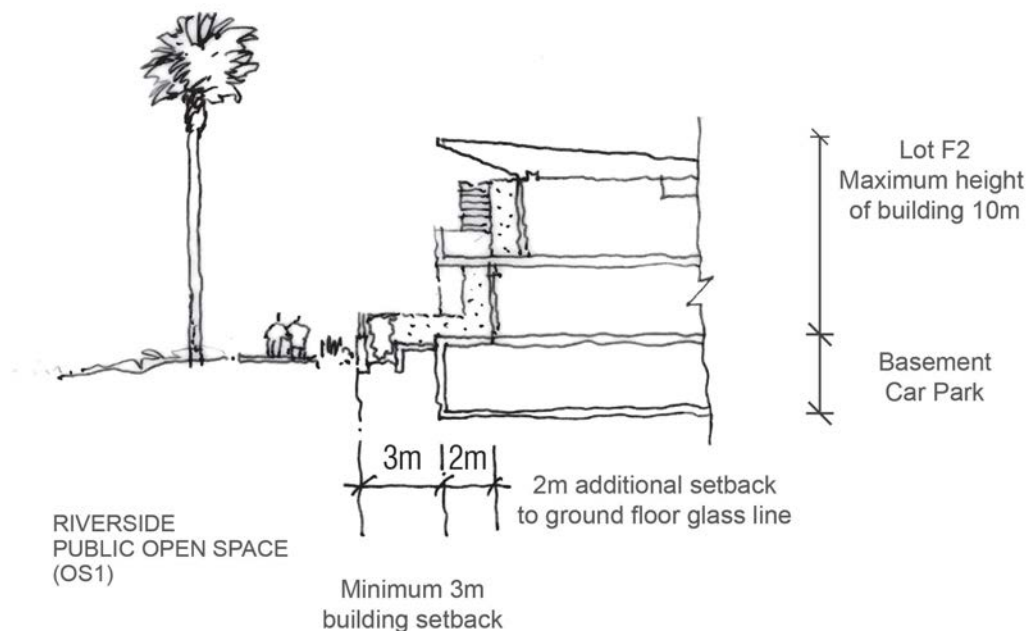 Lot F2
Maximum height
of building 10m
Basement
Car Park
3m
2m
2m additional setback
to ground floor glass line
RIVERSIDE
PUBLIC OPEN SPACE
(OS1)
Minimum 3m
building setback